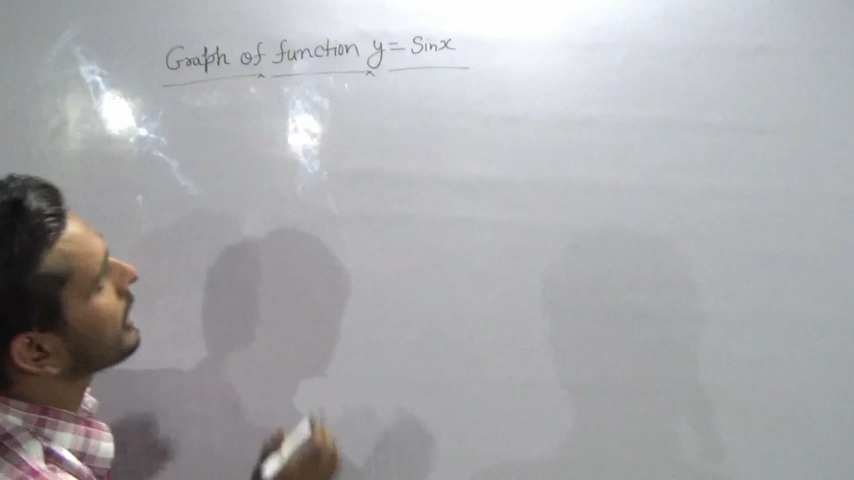 Graph of function y = Sinx